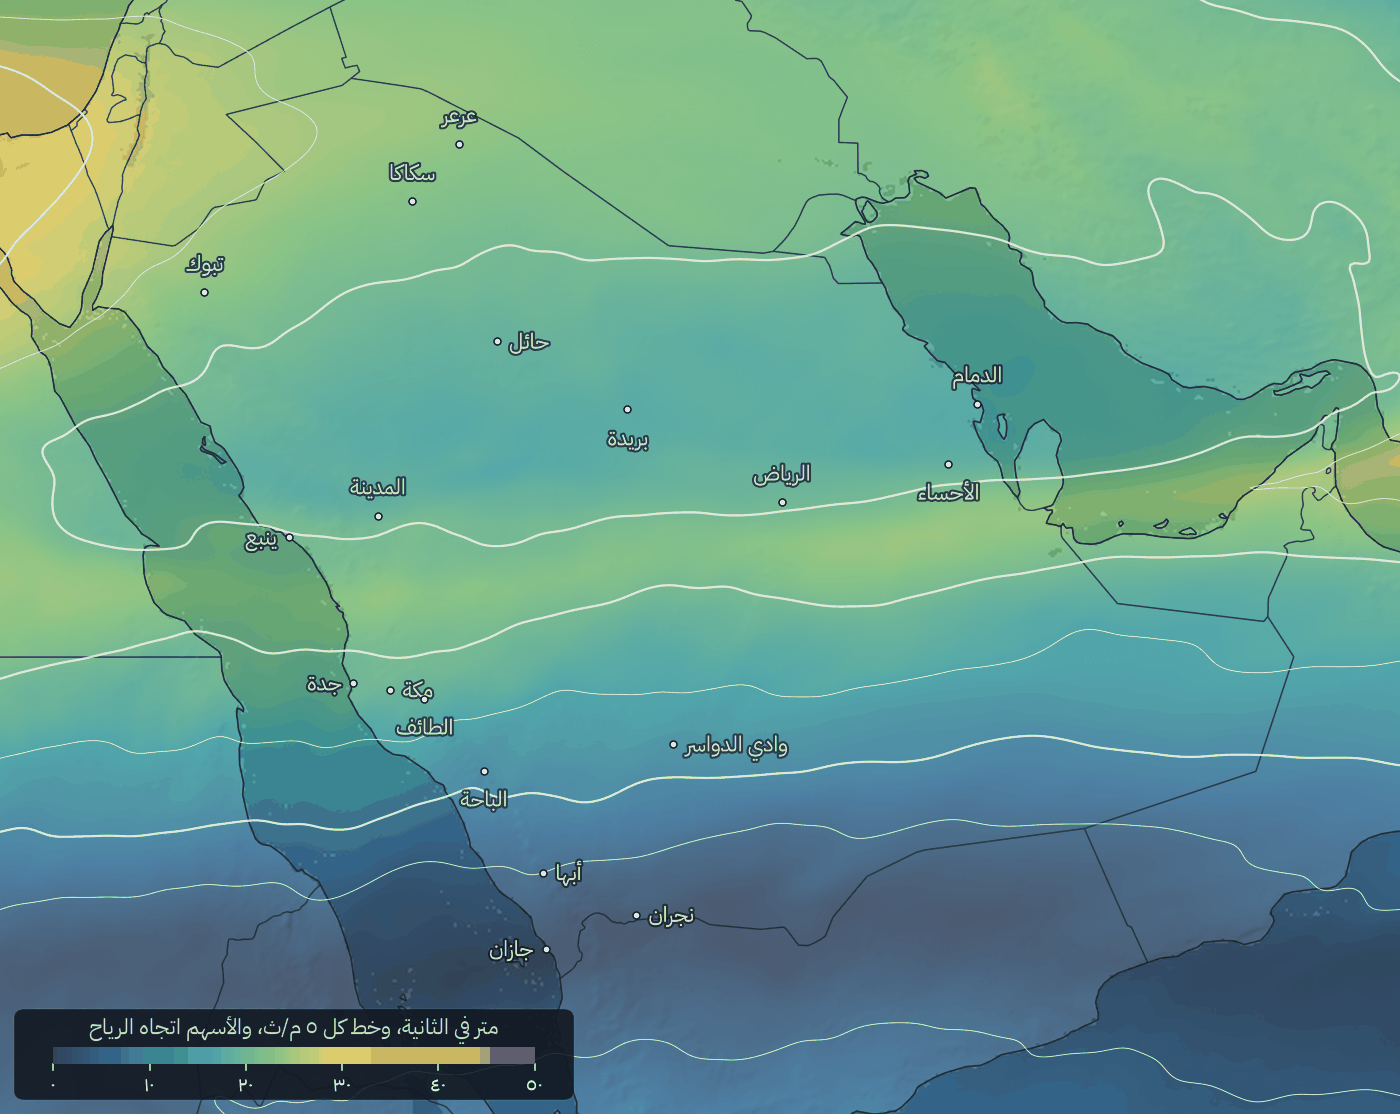 عرعر
سكاكا
تبوك
حائل
الدمام
بريدة
الرياض
الأحساء
المدينة
ينبع
جدة
مكة
الطائف
وادي الدواسر
الباحة
أبها
نجران
جازان
متر في الثانية، وخط كل ٥ م/ث، والأسهم اتجاه الرياح
٠ ١٠ ٢٠ ٣٠ ٤٠ ٥٠